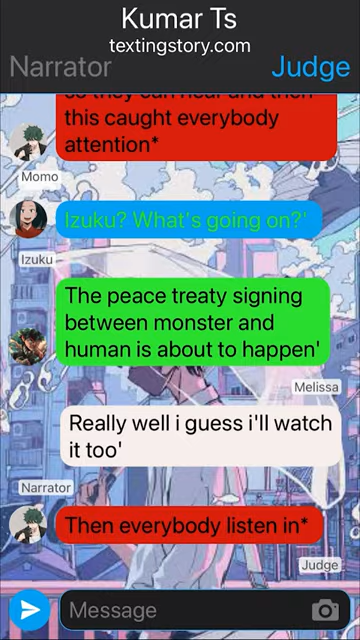 Kumar Ts
textingstory.com
Narrator
Judge
this caught everybody
attention*
Momo
Izuku? What's going on?'
Izuku
The peace treaty signing
between monster and
human is about to happen'
Melissa
Really well i guess i'll watch
it too'
Narrator
Then everybody listen in*
Judge
Message